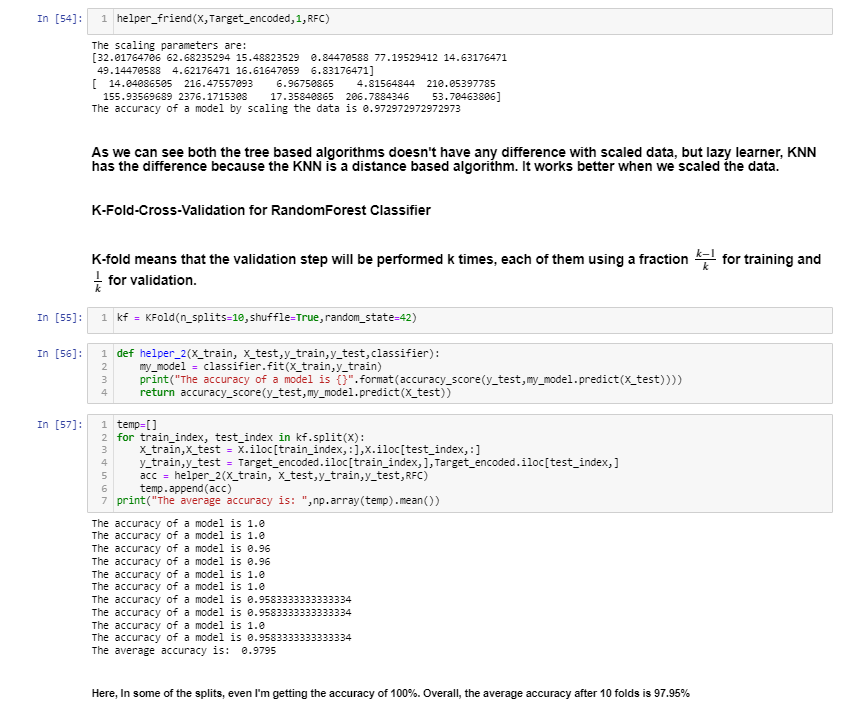 In [54]: 1 helper_friend(X,Target_encoded,1,RFC)
The scaling parameters are:
[32.01764706 62.68235294 15.48823529  0.84470588 77.19529412 14.63176471
 49.14470588  4.62176471 16.61647059  6.83176471]
[  14.04086505  216.47557093    6.96750865    4.81564844  210.05397785
  155.93569689 2376.1715308    17.35840865  206.7884346    53.70463806]
The accuracy of a model by scaling the data is 0.972972972972973
As we can see both the tree based algorithms doesn't have any difference with scaled data, but lazy learner, KNN
has the difference because the KNN is a distance based algorithm. It works better when we scaled the data.
K-Fold-Cross-Validation for RandomForest Classifier
K-fold means that the validation step will be performed k times, each of them using a fraction k−1/k for training and
1/k for validation.
In [55]: 1 kf = KFold(n_splits=10,shuffle=True,random_state=42)
In [56]: 1 def helper_2(X_train, X_test,y_train,y_test,classifier):
2     my_model = classifier.fit(X_train,y_train)
3     print("The accuracy of a model is {}".format(accuracy_score(y_test,my_model.predict(X_test))))
4     return accuracy_score(y_test,my_model.predict(X_test))
In [57]: 1 temp=[]
2 for train_index, test_index in kf.split(X):
3     X_train,X_test = X.iloc[train_index,:],X.iloc[test_index,:]
4     y_train,y_test = Target_encoded.iloc[train_index,],Target_encoded.iloc[test_index,]
5     acc = helper_2(X_train, X_test,y_train,y_test,RFC)
6     temp.append(acc)
7 print("The average accuracy is: ",np.array(temp).mean())
The accuracy of a model is 1.0
The accuracy of a model is 1.0
The accuracy of a model is 0.96
The accuracy of a model is 0.96
The accuracy of a model is 1.0
The accuracy of a model is 1.0
The accuracy of a model is 0.9583333333333334
The accuracy of a model is 0.9583333333333334
The accuracy of a model is 1.0
The accuracy of a model is 0.9583333333333334
The average accuracy is:  0.9795
Here, In some of the splits, even I'm getting the accuracy of 100%. Overall, the average accuracy after 10 folds is 97.95%